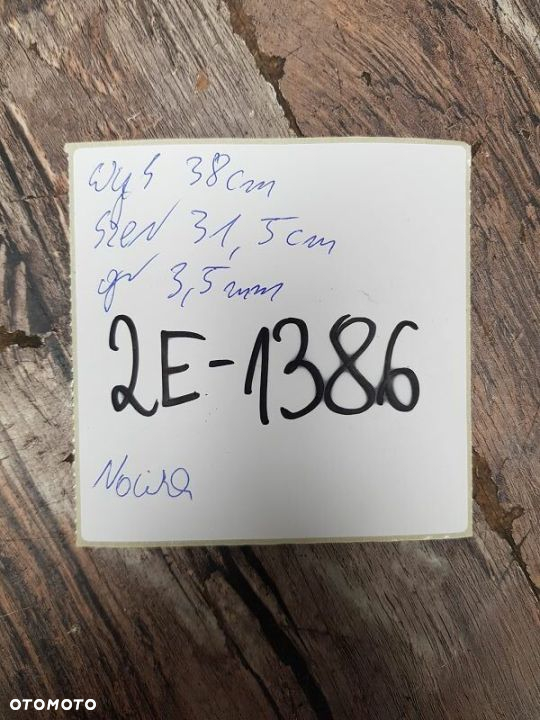 wys 38cm
szer 31,5cm
gr 3,5mm
2E-1386
Nowa
OTOMOTO